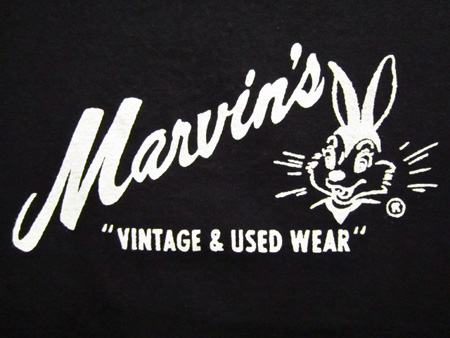 Marvin's
"VINTAGE & USED WEAR"
®